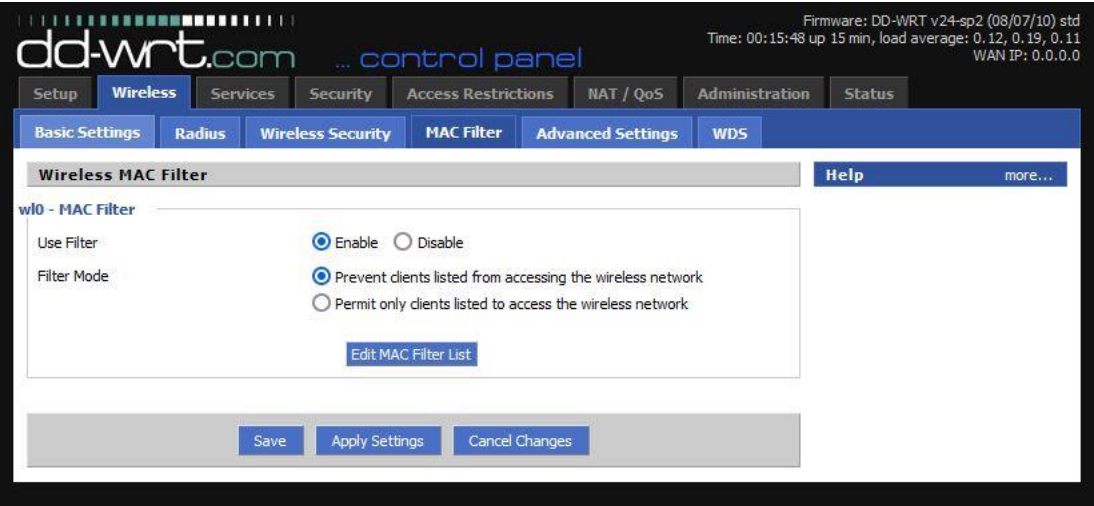 Firmware: DD-WRT v24-sp2 (08/07/10) std
Time: 00:15:48 up 15 min, load average: 0.12, 0.19, 0.11
WAN IP: 0.0.0.0
dd-wrt.com ... control panel
Setup Wireless Services Security Access Restrictions NAT / QoS Administration Status
Basic Settings Radius Wireless Security MAC Filter Advanced Settings WDS
Wireless MAC Filter
Help more...
wl0 - MAC Filter
Use Filter Enable Disable
Filter Mode Prevent clients listed from accessing the wireless network
Permit only clients listed to access the wireless network
Edit MAC Filter List
Save Apply Settings Cancel Changes